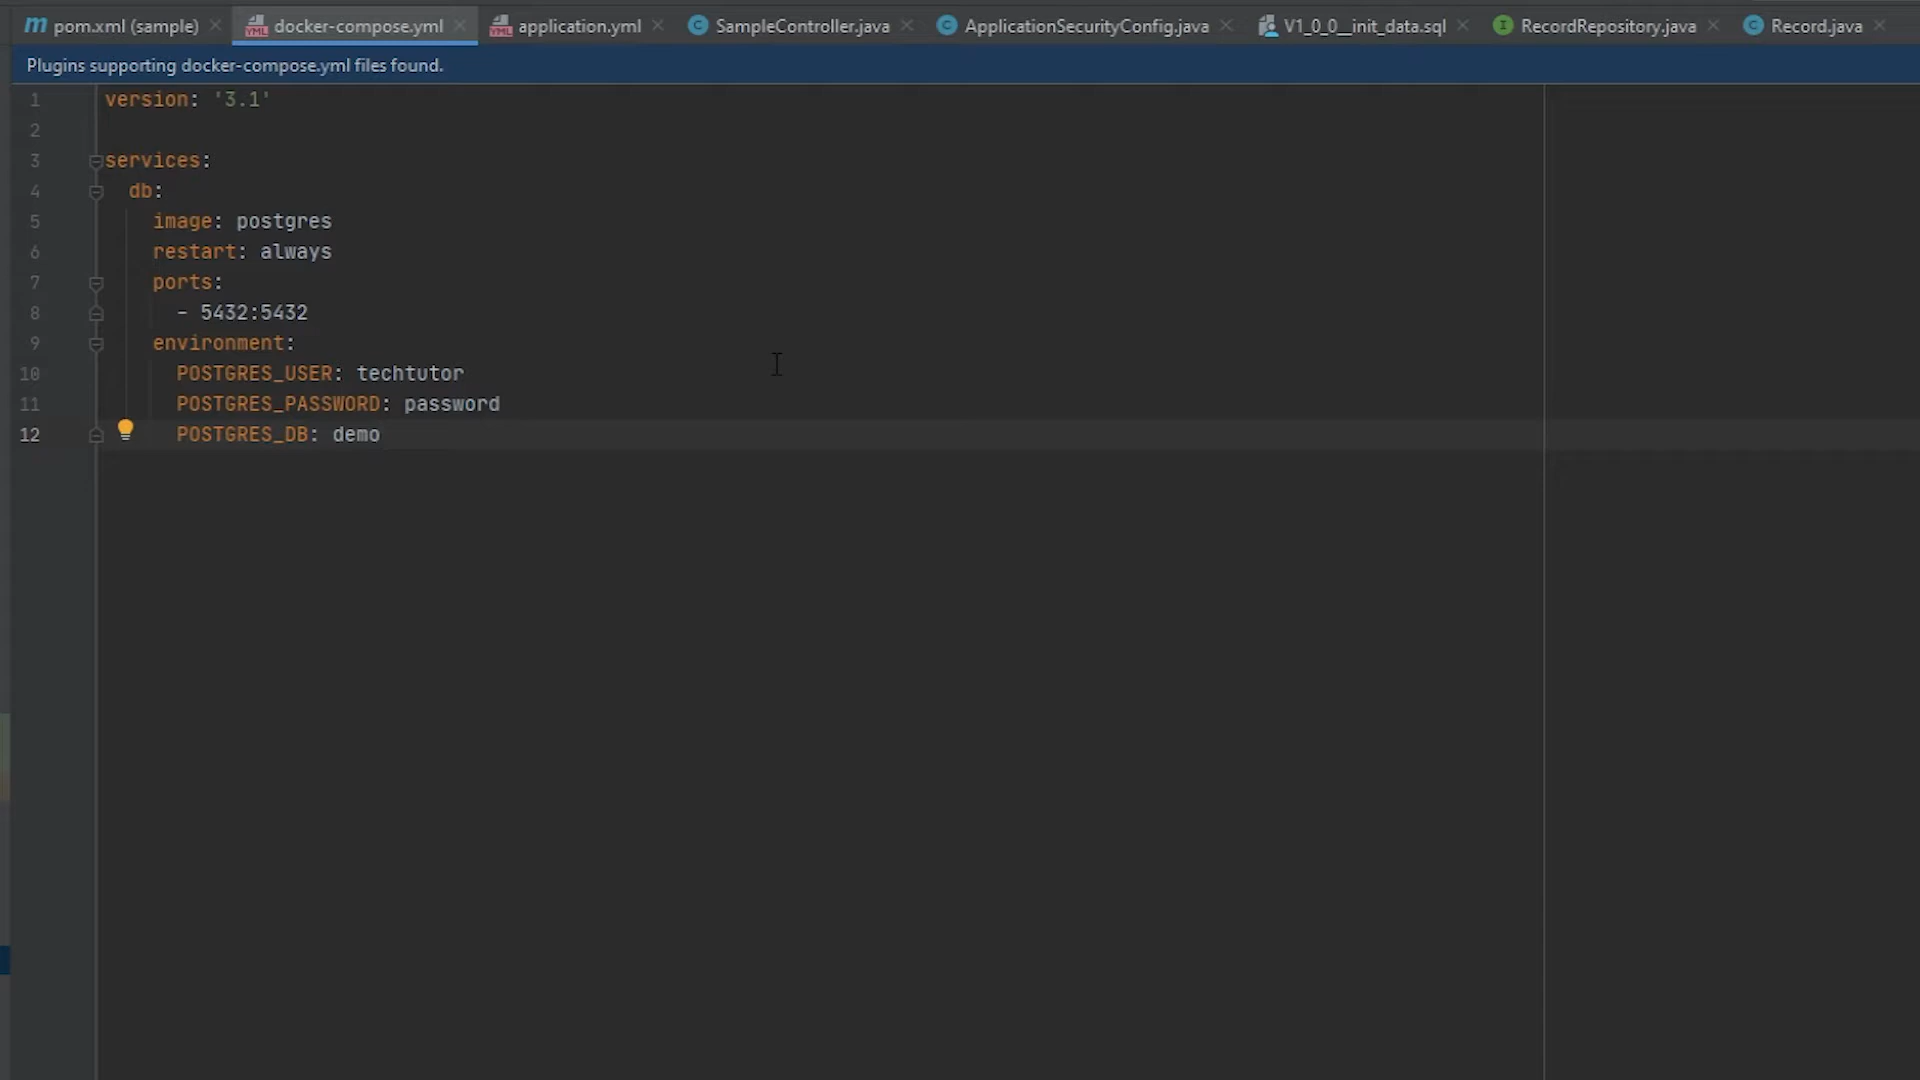 pom.xml (sample) docker-compose.yml application.yml SampleController.java ApplicationSecurityConfig.java V1_0_0__init_data.sql RecordRepository.java Record.java
Plugins supporting docker-compose.yml files found.
1 version: '3.1'
2
3 services:
4 db:
5 image: postgres
6 restart: always
7 ports:
8 - 5432:5432
9 environment:
10 POSTGRES_USER: techtutor
11 POSTGRES_PASSWORD: password
12 POSTGRES_DB: demo